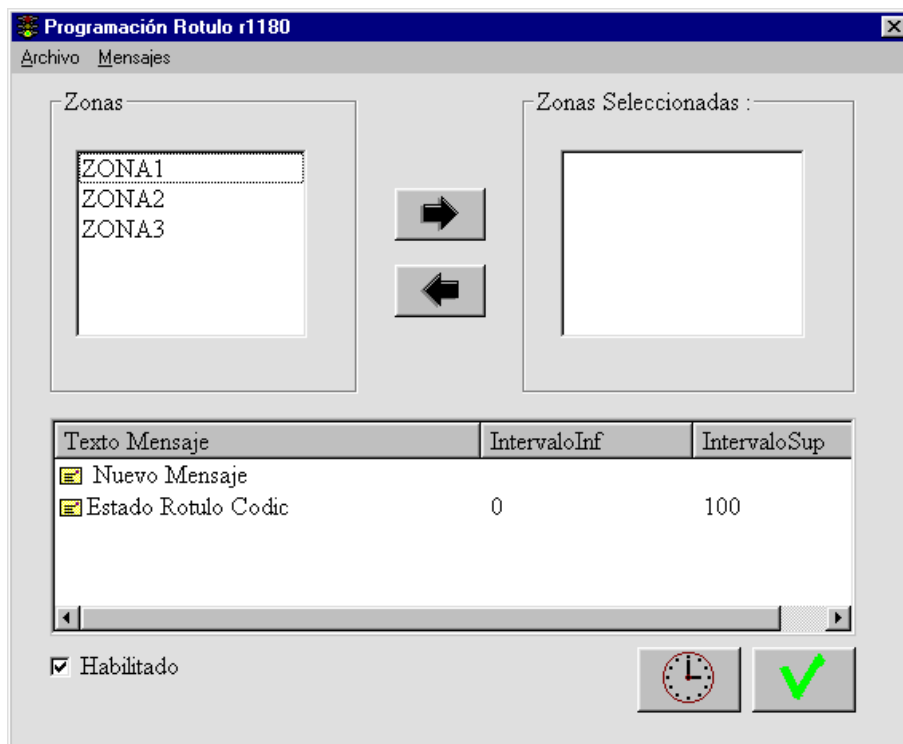 Programación Rotulo r1180
Archivo Mensajes
Zonas
Zonas Seleccionadas :
ZONA1
ZONA2
ZONA3
Texto Mensaje IntervaloInf IntervaloSup
Nuevo Mensaje
Estado Rotulo Codic 0 100
Habilitado